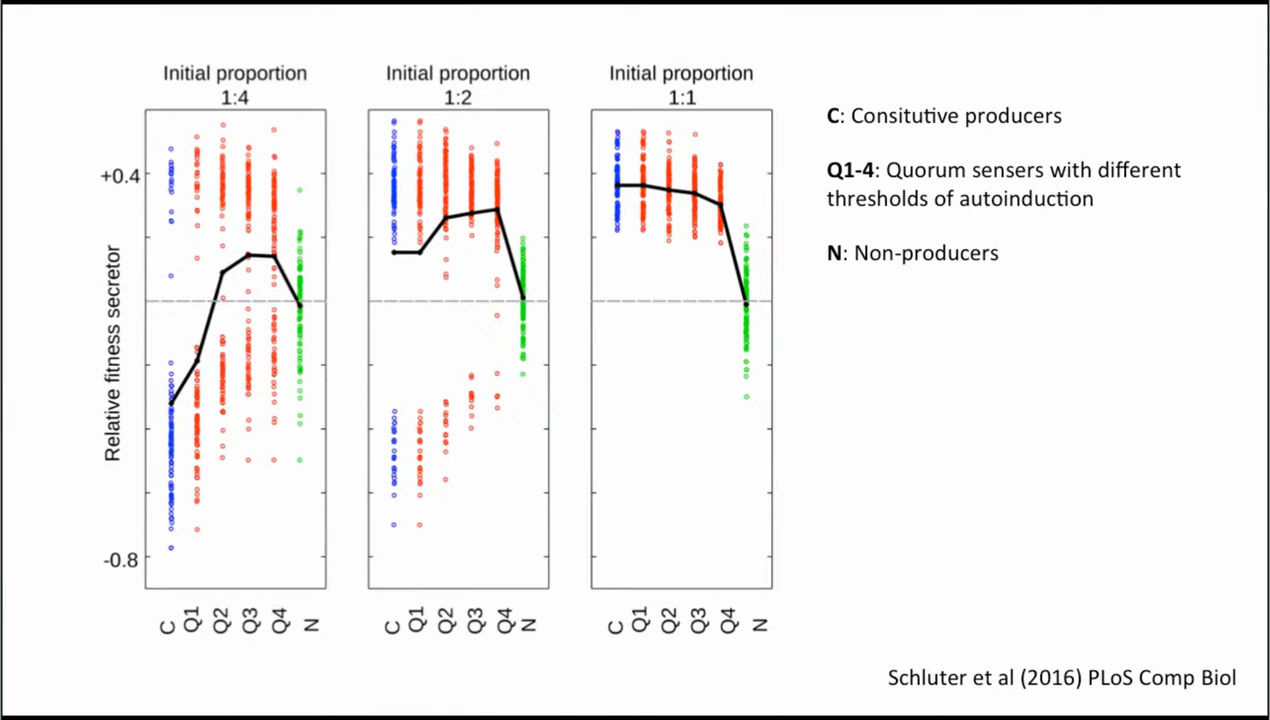 Initial proportion
1:4
Initial proportion
1:2
Initial proportion
1:1
+0.4
-0.8
Relative fitness secretor
C Q1 Q2 Q3 Q4 N
C Q1 Q2 Q3 Q4 N
C Q1 Q2 Q3 Q4 N
C: Consitutive producers
Q1-4: Quorum sensers with different
thresholds of autoinduction
N: Non-producers
Schluter et al (2016) PLoS Comp Biol